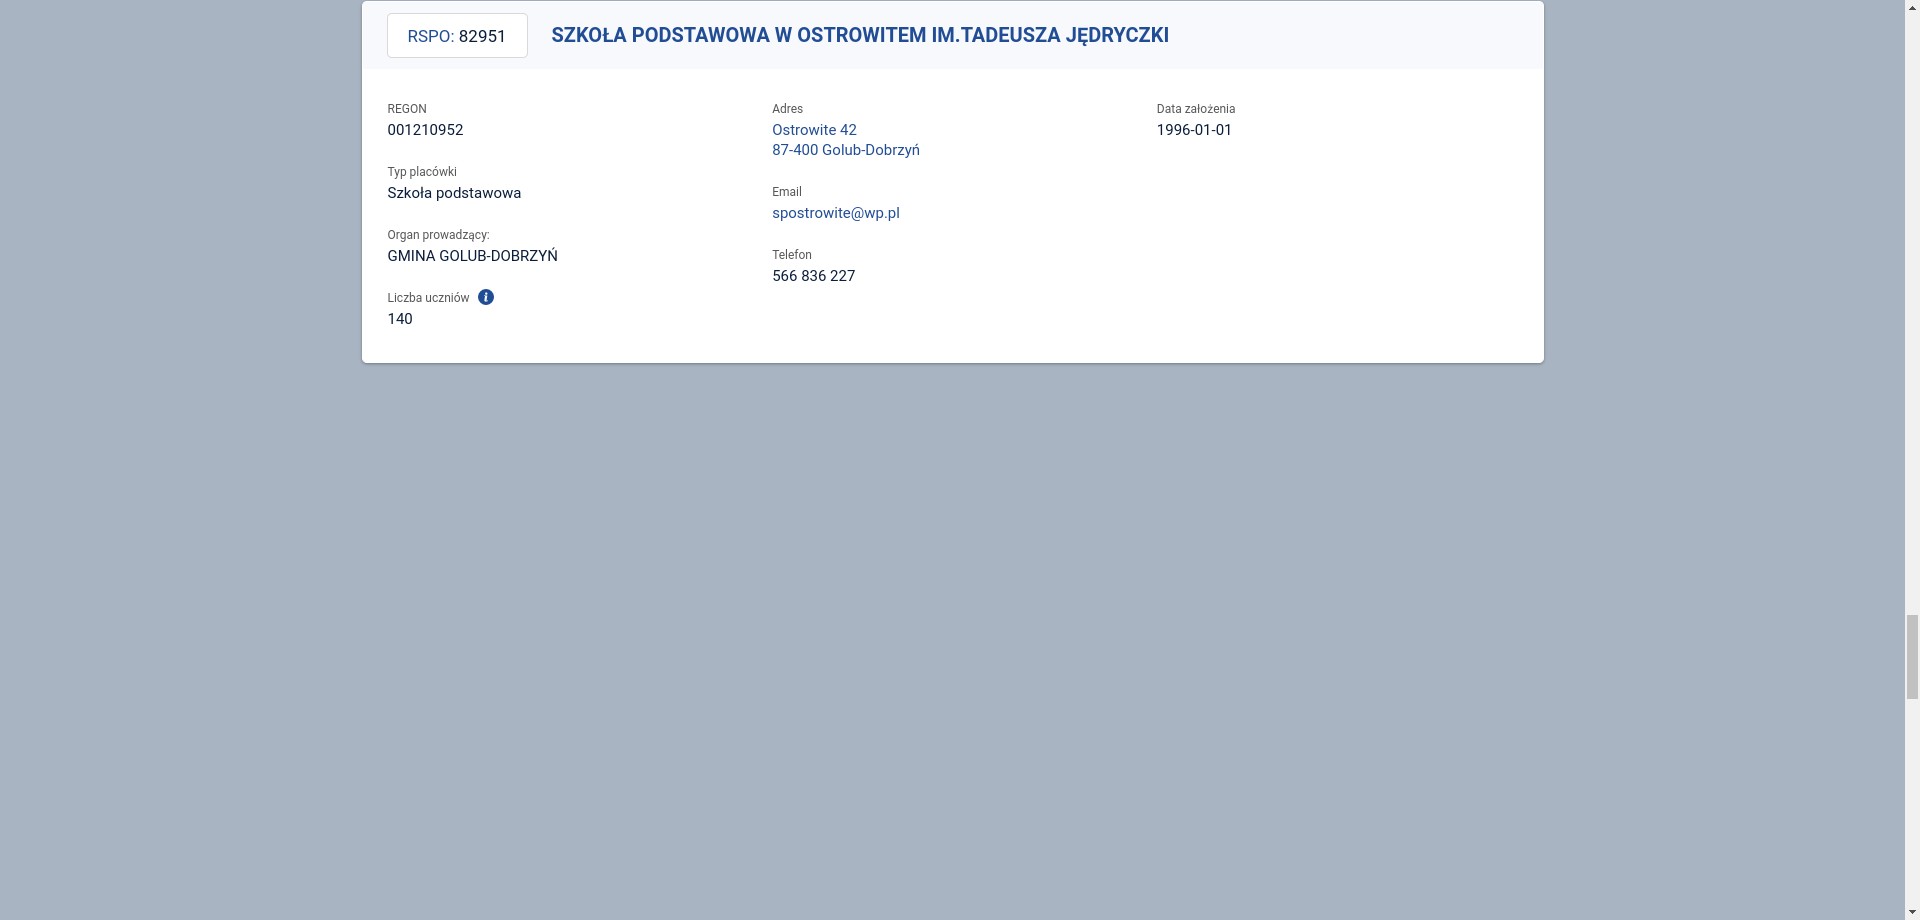 RSPO: 82951
SZKOŁA PODSTAWOWA W OSTROWITEM IM.TADEUSZA JĘDRYCZKI
REGON
001210952
Typ placówki
Szkoła podstawowa
Organ prowadzący:
GMINA GOLUB-DOBRZYŃ
Liczba uczniów
140
Adres
Ostrowite 42
87-400 Golub-Dobrzyń
Email
spostrowite@wp.pl
Telefon
566 836 227
Data założenia
1996-01-01